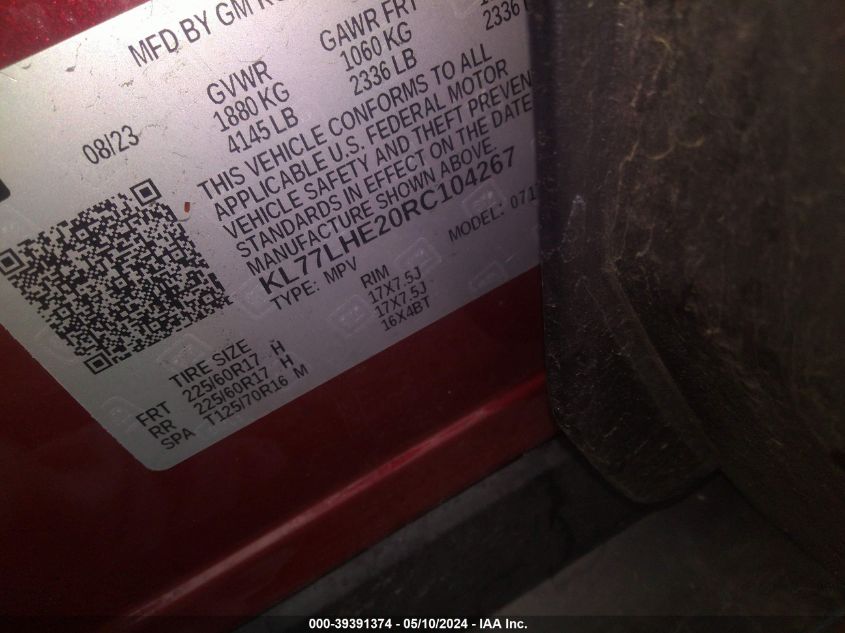 MFD BY GM
08/23
GVWR
1880 KG
4145 LB
GAWR FRT
1060 KG
2336 LB
2336
THIS VEHICLE CONFORMS TO ALL
APPLICABLE U.S. FEDERAL MOTOR
VEHICLE SAFETY AND THEFT PREVEN
STANDARDS IN EFFECT ON THE DATE
MANUFACTURE SHOWN ABOVE.
KL77LHE20RC104267
TYPE: MPV
MODEL: 071
TIRE SIZE
RIM
FRT 225/60R17 H 17X7.5J
RR 225/60R17 H 17X7.5J
SPA T125/70R16 M 16X4BT
000-39391374 - 05/10/2024 - IAA Inc.